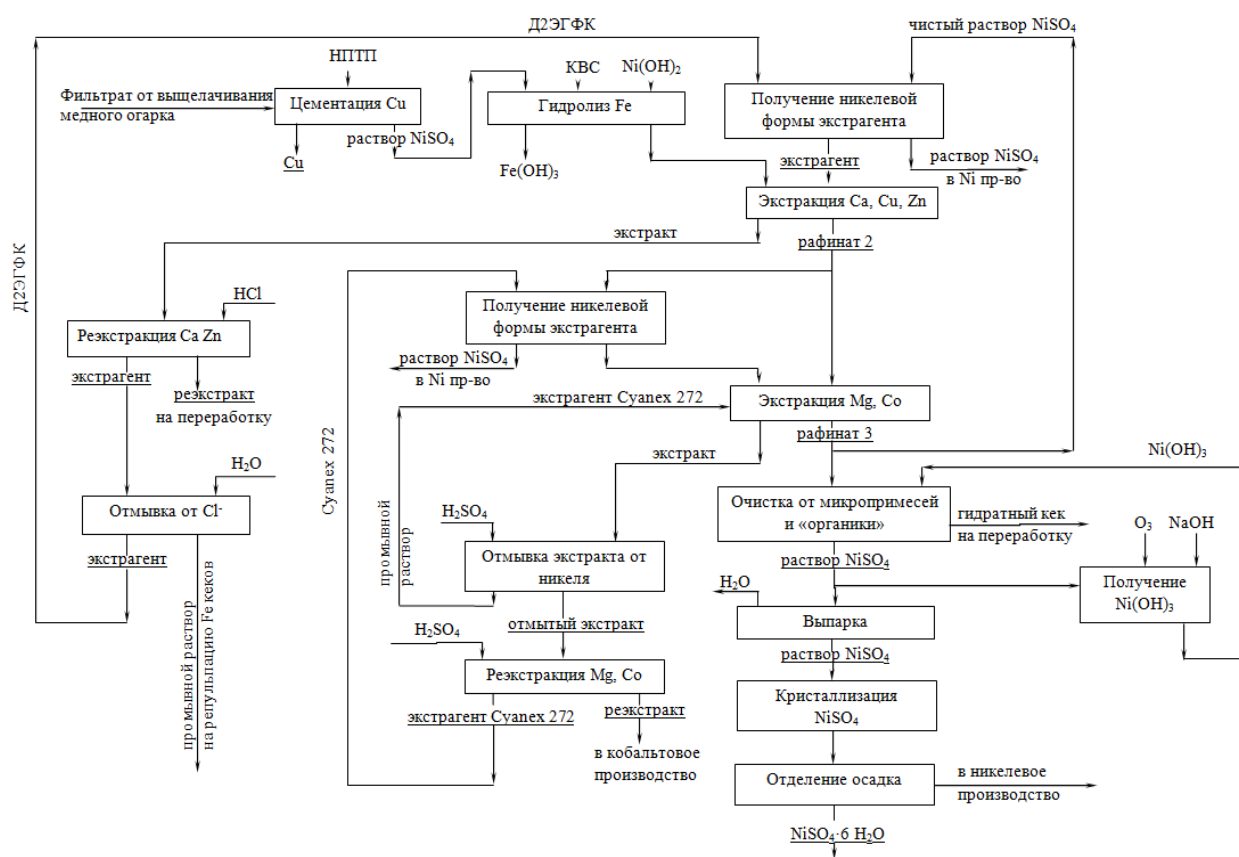 Д2ЭГФК
чистый раствор NiSO₄
НПТП
КВС
Ni(OH)₂
Фильтрат от выщелачивания
медного огарка
Цементация Cu
Гидролиз Fe
Получение никелевой
формы экстрагента
раствор NiSO₄
Cu
Fe(OH)₃
экстрагент
раствор NiSO₄
в Ni пр-во
Экстракция Ca, Cu, Zn
экстракт
рафинат 2
Д2ЭГФК
HCl
Получение никелевой
формы экстрагента
Реэкстракция Ca Zn
раствор NiSO₄
в Ni пр-во
экстрагент
реэкстракт
на переработку
экстрагент Cyanex 272
Экстракция Mg, Co
рафинат 3
Cyanex 272
экстракт
Ni(OH)₃
H₂O
Отмывка от Cl⁻
Очистка от микропримесей
и «органики»
гидратный кек
на переработку
H₂SO₄
промывной
раствор
O₃
NaOH
Отмывка экстракта от
никеля
раствор NiSO₄
экстрагент
Получение
Ni(OH)₃
H₂O
Выпарка
отмытый экстракт
H₂SO₄
раствор NiSO₄
промывной раствор
на репульпацию Fe кеков
Реэкстракция Mg, Co
Кристаллизация
NiSO₄
экстрагент Cyanex 272
реэкстракт
в кобальтовое
производство
Отделение осадка
в никелевое
производство
NiSO₄·6 H₂O